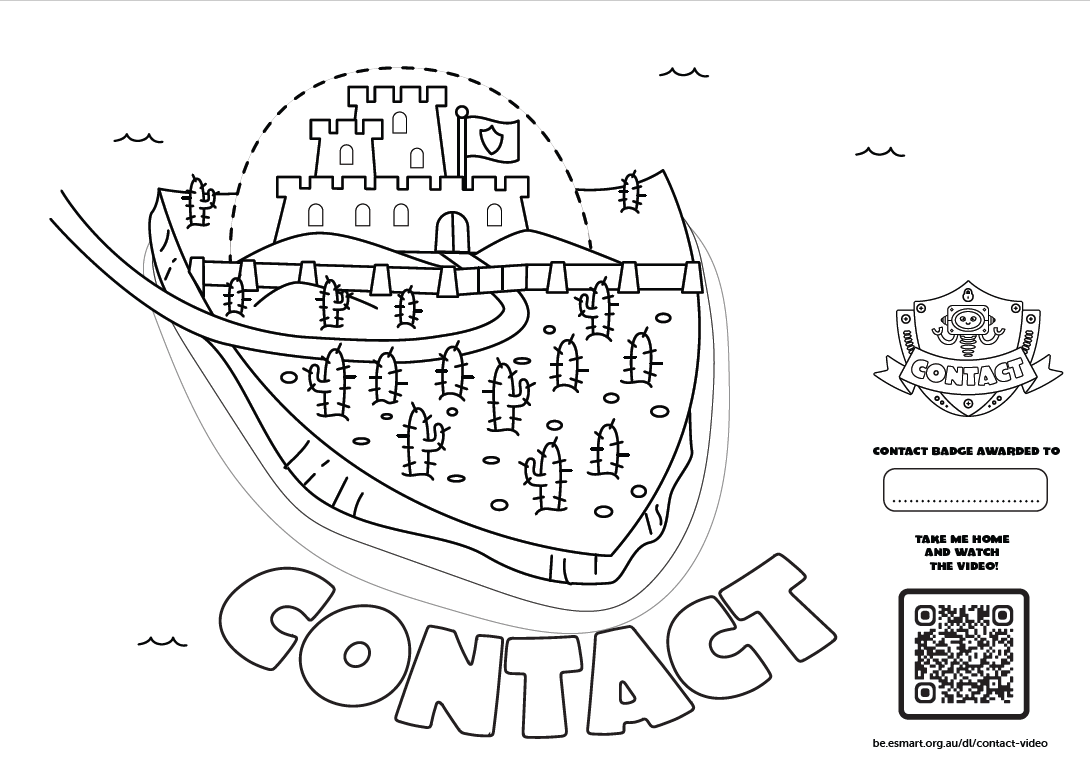 CONTACT
CONTACT
CONTACT BADGE AWARDED TO
TAKE ME HOME
AND WATCH
THE VIDEO!
be.esmart.org.au/dl/contact-video